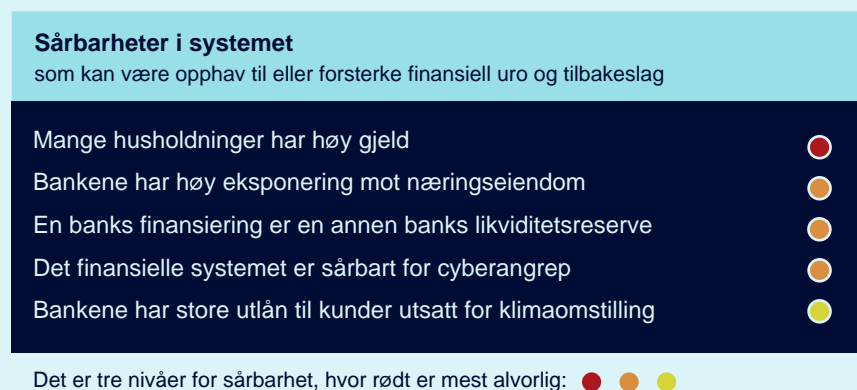 Sårbarheter i systemet
som kan være opphav til eller forsterke finansiell uro og tilbakeslag
Mange husholdninger har høy gjeld
Bankene har høy eksponering mot næringseiendom
En banks finansiering er en annen banks likviditetsreserve
Det finansielle systemet er sårbart for cyberangrep
Bankene har store utlån til kunder utsatt for klimaomstilling
Det er tre nivåer for sårbarhet, hvor rødt er mest alvorlig: